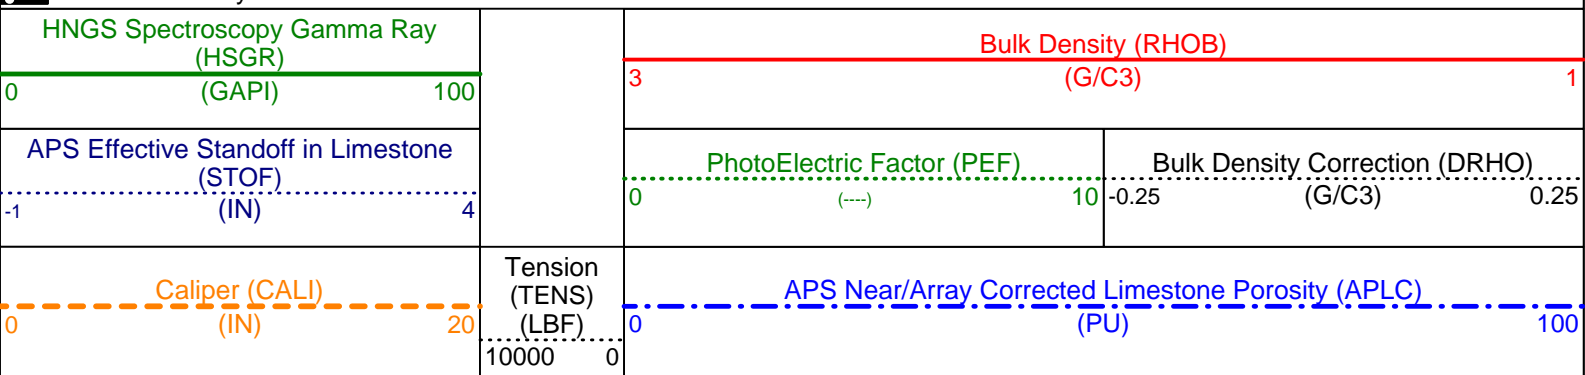 HNGS Spectroscopy Gamma Ray
(HSGR)
0 (GAPI) 100
Bulk Density (RHOB)
3 (G/C3) 1
APS Effective Standoff in Limestone
(STOF)
-1 (IN) 4
PhotoElectric Factor (PEF)
0 (----) 10
Bulk Density Correction (DRHO)
-0.25 (G/C3) 0.25
Caliper (CALI)
0 (IN) 20
Tension
(TENS)
(LBF)
10000 0
APS Near/Array Corrected Limestone Porosity (APLC)
0 (PU) 100